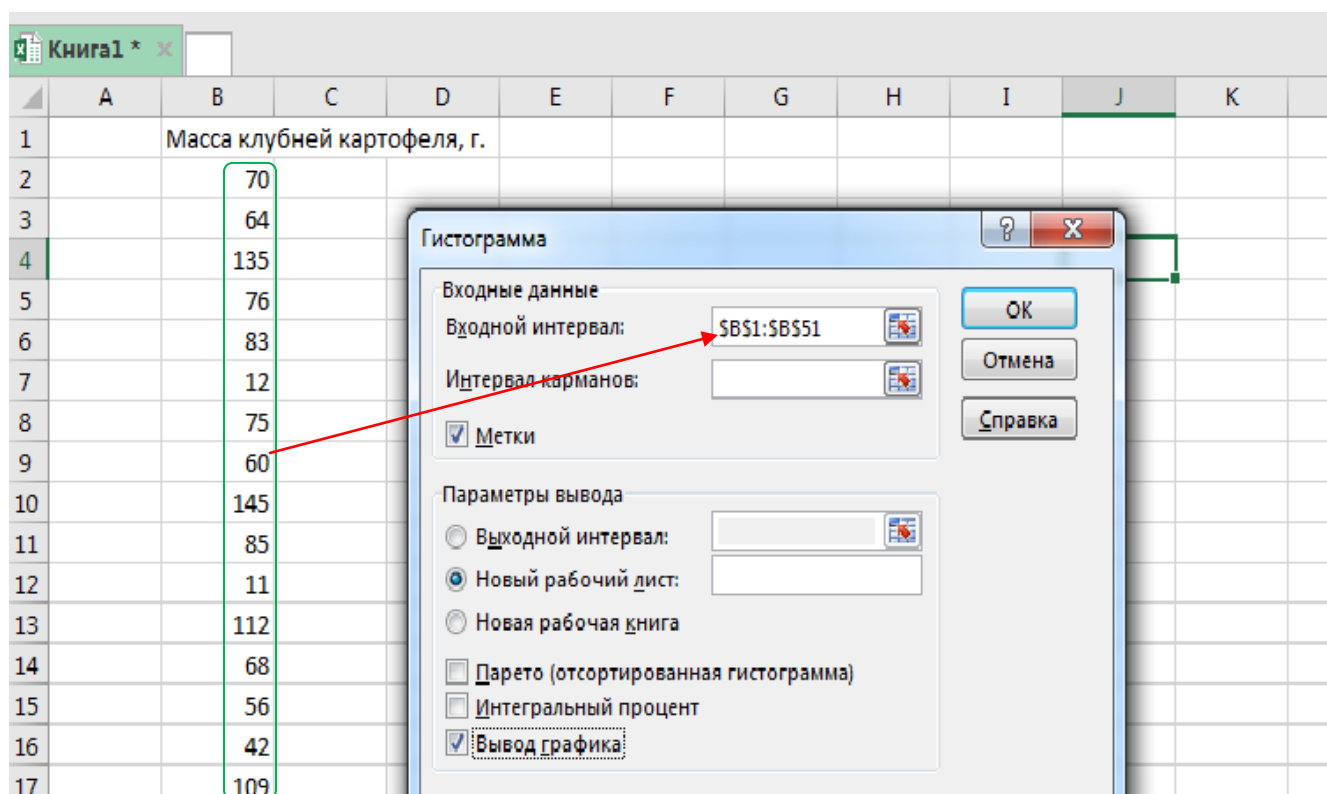 Книга1 *
A B C D E F G H I J K
1 Масса клубней картофеля, г.
2 70
3 64
4 135
5 76
6 83
7 12
8 75
9 60
10 145
11 85
12 11
13 112
14 68
15 56
16 42
17 109
Гистограмма
Входные данные
Входной интервал: $B$1:$B$51
Интервал карманов:
Метки
Параметры вывода
Выходной интервал:
Новый рабочий лист:
Новая рабочая книга
Парето (отсортированная гистограмма)
Интегральный процент
Вывод графика
ОК
Отмена
Справка